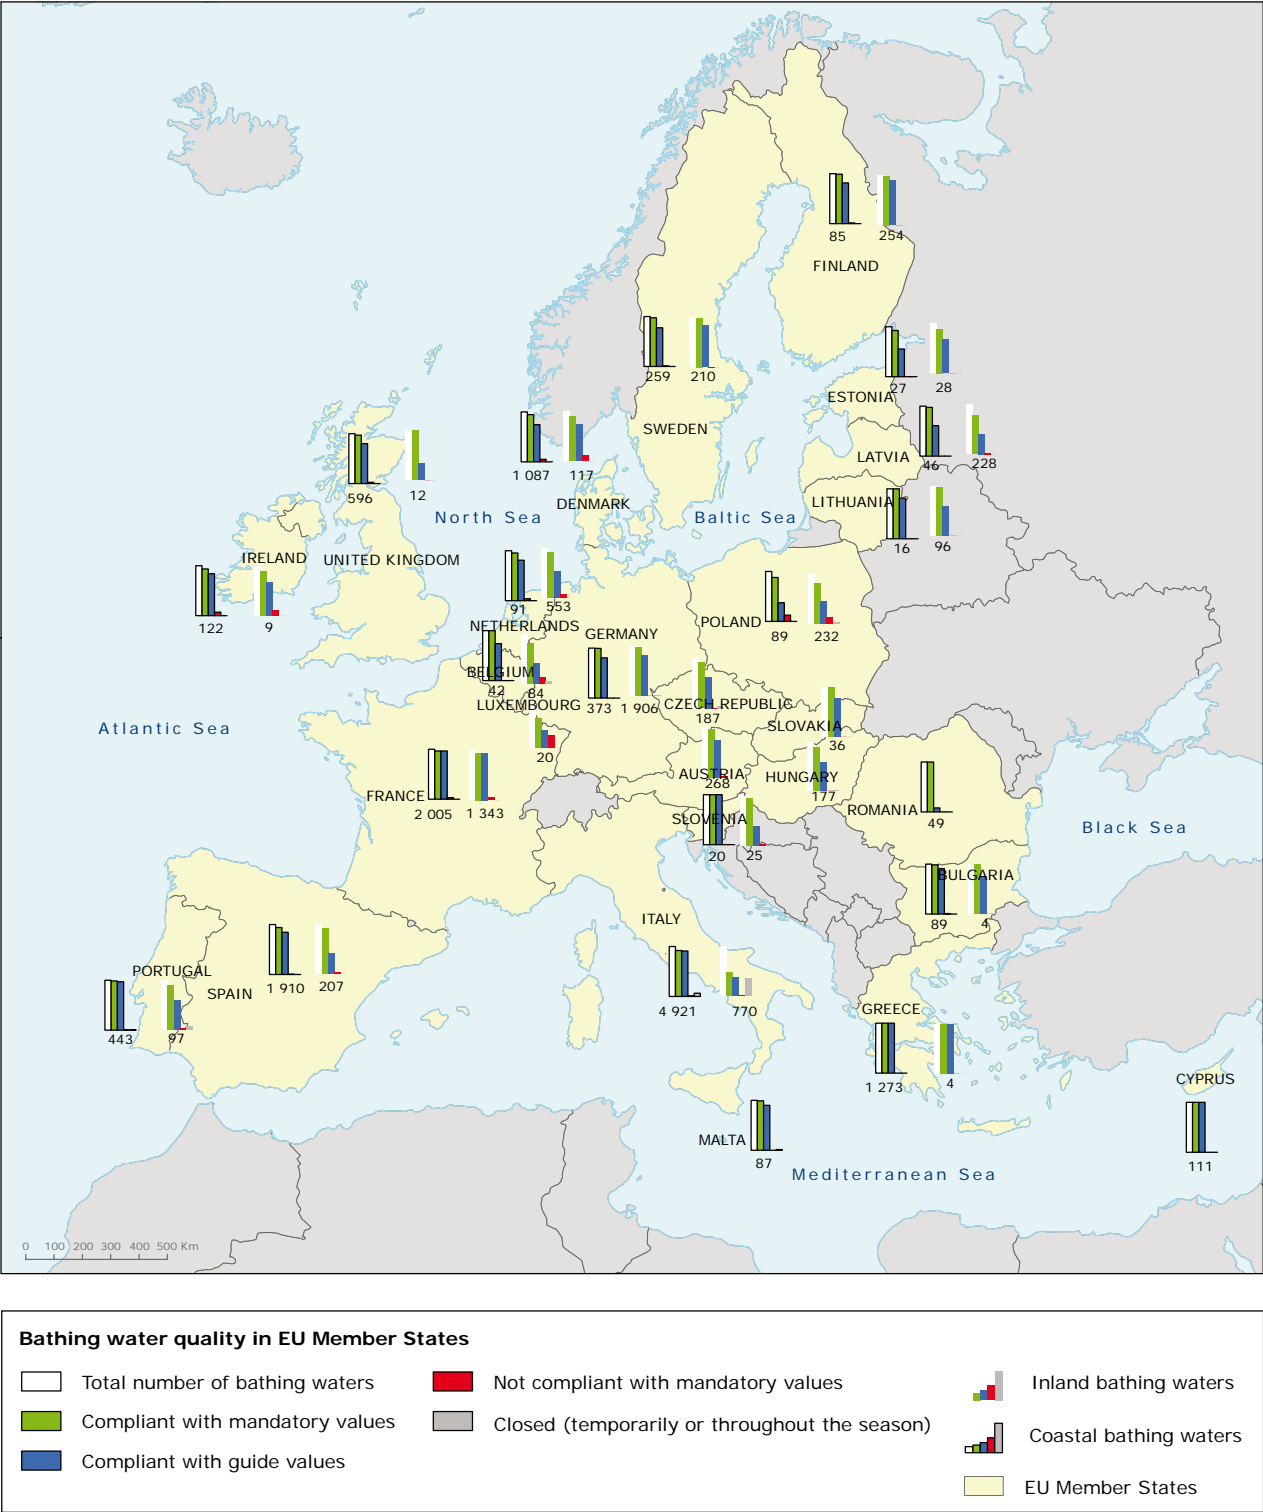 85
254
FINLAND
259
210
27
28
ESTONIA
SWEDEN
46
228
LATVIA
1 087
117
596
12
DENMARK
LITHUANIA
North Sea
Baltic Sea
16
96
IRELAND
UNITED KINGDOM
122
9
91
553
NETHERLANDS
GERMANY
POLAND
89
232
BELGIUM
42
84
LUXEMBOURG
373
1 906
CZECH REPUBLIC
187
SLOVAKIA
36
Atlantic Sea
20
AUSTRIA
268
HUNGARY
177
FRANCE
2 005
1 343
ROMANIA
49
SLOVENIA
20
25
Black Sea
BULGARIA
89
4
ITALY
PORTUGAL
SPAIN
1 910
207
443
97
4 921
770
GREECE
1 273
4
CYPRUS
111
MALTA
87
Mediterranean Sea
0 100 200 300 400 500 Km
Bathing water quality in EU Member States
Total number of bathing waters
Compliant with mandatory values
Compliant with guide values
Not compliant with mandatory values
Closed (temporarily or throughout the season)
Inland bathing waters
Coastal bathing waters
EU Member States